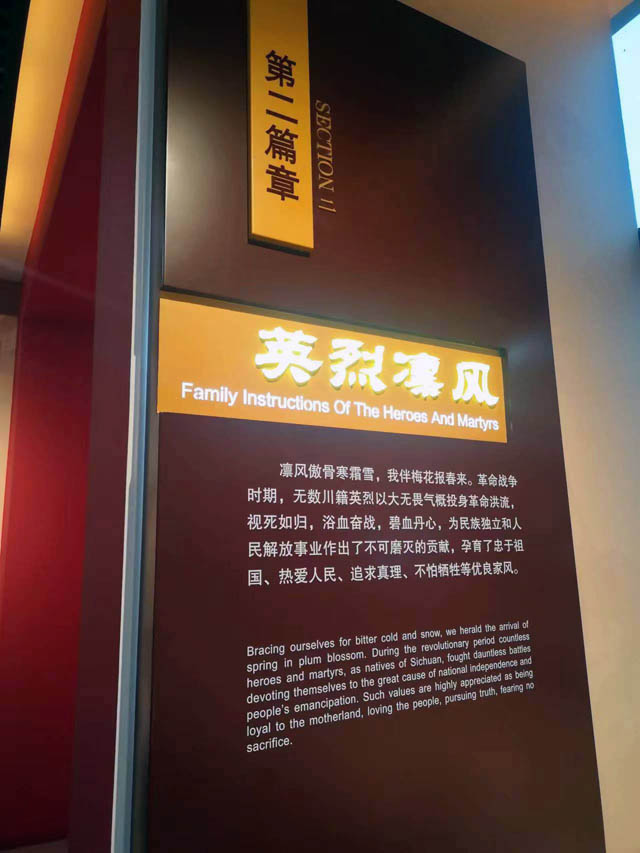 第二篇章
SECTION II
英烈凛风
Family Instructions Of The Heroes And Martyrs
凛风傲骨寒霜雪，我伴梅花报春来。革命战争
时期，无数川籍英烈以大无畏气概投身革命洪流，
视死如归，浴血奋战，碧血丹心，为民族独立和人
民解放事业作出了不可磨灭的贡献，孕育了忠于祖
国、热爱人民、追求真理、不怕牺牲等优良家风。
Bracing ourselves for bitter cold and snow, we herald the arrival of
spring in plum blossom. During the revolutionary period countless
heroes and martyrs, as natives of Sichuan, fought dauntless battles
devoting themselves to the great cause of national independence and
people's emancipation. Such values are highly appreciated as being
loyal to the motherland, loving the people, pursuing truth, fearing no
sacrifice.